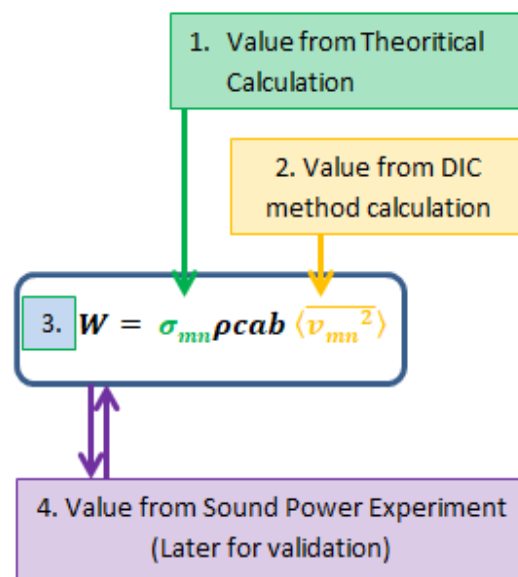 1. Value from Theoritical
Calculation
2. Value from DIC
method calculation
3. W = σₘₙρcab ⟨v̅ₘₙ²⟩
4. Value from Sound Power Experiment
(Later for validation)